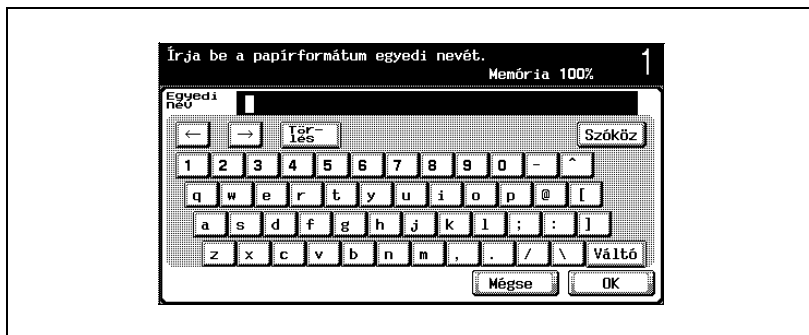 Írja be a papírformátum egyedi nevét.
Memória 100% 1
Egyedi
név
← → Tör-
lés Szóköz
1 2 3 4 5 6 7 8 9 0 - ^
q w e r t y u i o p @ [
a s d f g h j k l ; : ]
z x c v b n m , . / \ Váltó
Mégse OK